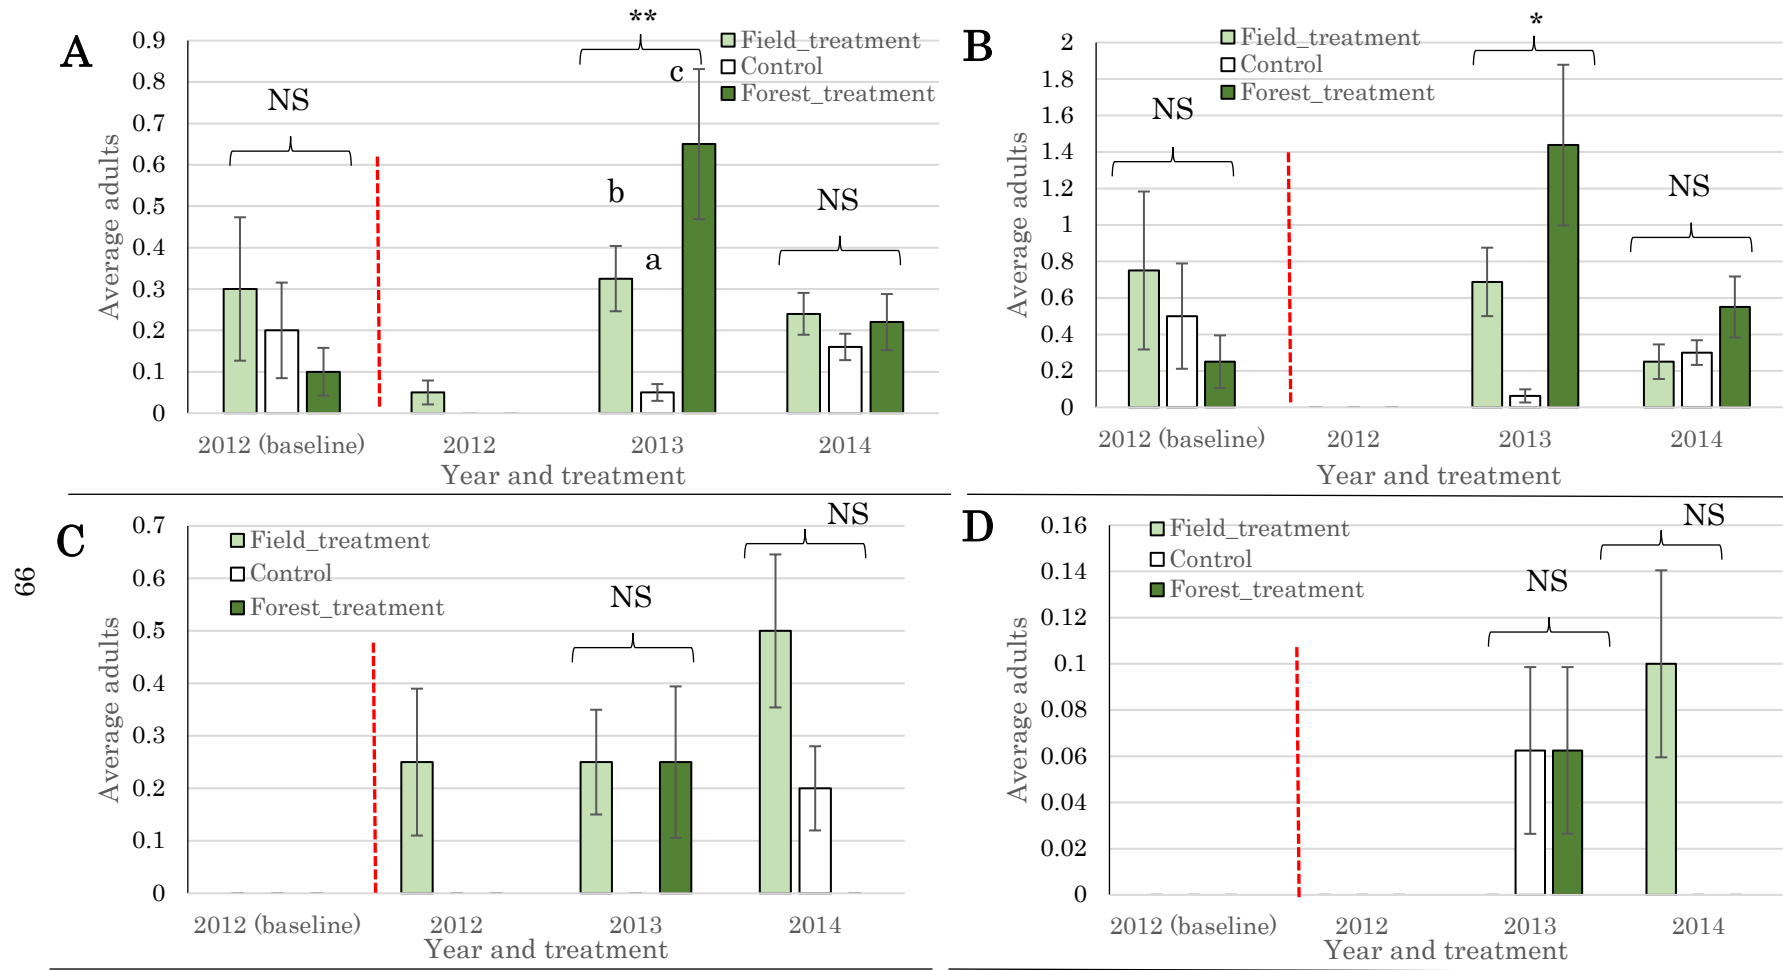 A
**
Field_treatment
Control
Forest_treatment
0.9
0.8
0.7
0.6
0.5
0.4
0.3
0.2
0.1
0
Average adults
NS
b
a
c
NS
2012 (baseline)
2012
2013
2014
Year and treatment
B
*
Field_treatment
Control
Forest_treatment
2
1.8
1.6
1.4
1.2
1
0.8
0.6
0.4
0.2
0
Average adults
NS
NS
2012 (baseline)
2012
2013
2014
Year and treatment
C
Field_treatment
Control
Forest_treatment
0.7
0.6
0.5
0.4
0.3
0.2
0.1
0
Average adults
NS
NS
2012 (baseline)
2012
2013
2014
Year and treatment
D
Field_treatment
Control
Forest_treatment
0.16
0.14
0.12
0.1
0.08
0.06
0.04
0.02
0
Average adults
NS
NS
2012 (baseline)
2012
2013
2014
Year and treatment
66